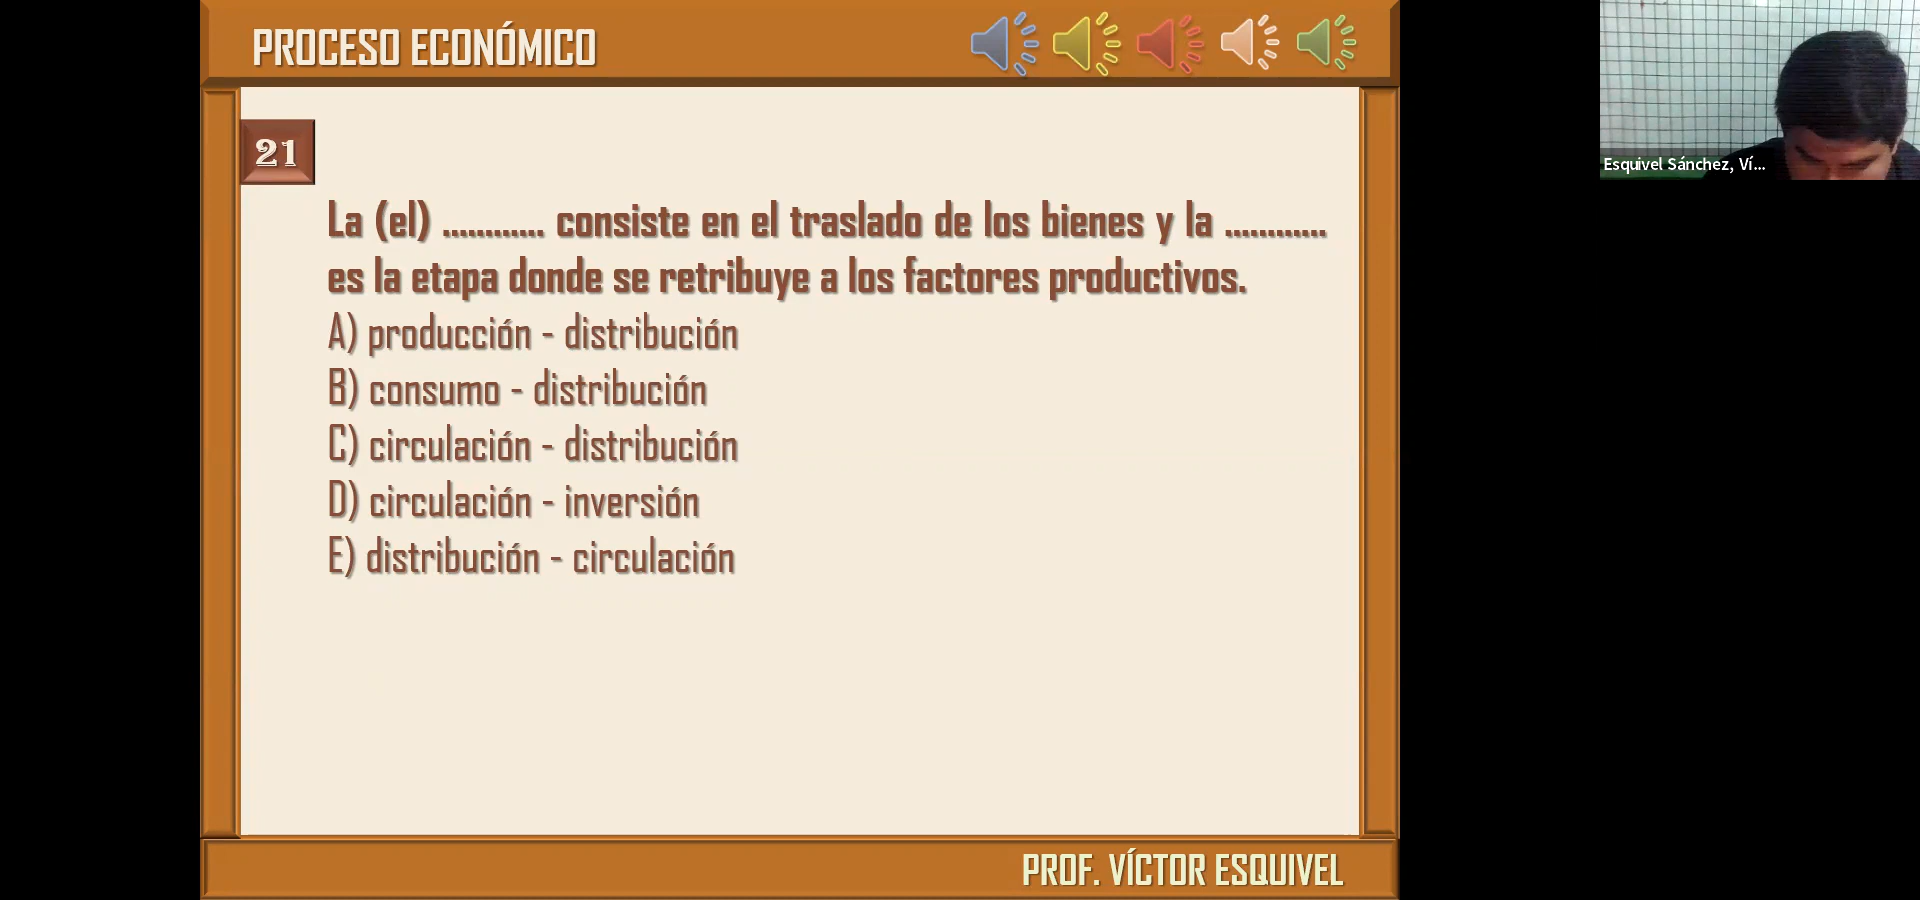 PROCESO ECONÓMICO
Esquivel Sánchez, Ví...
21
La (el) ............ consiste en el traslado de los bienes y la ............
es la etapa donde se retribuye a los factores productivos.
A) producción - distribución
B) consumo - distribución
C) circulación - distribución
D) circulación - inversión
E) distribución - circulación
PROF. VÍCTOR ESQUIVEL